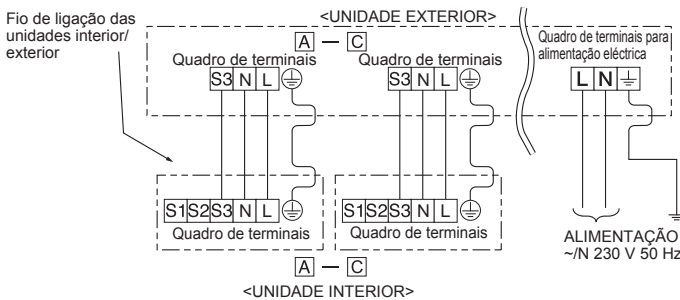 Fio de ligação das
unidades interior/
exterior
<UNIDADE EXTERIOR>
A — C
Quadro de terminais
S3 N L
Quadro de terminais
S3 N L
Quadro de terminais para
alimentação eléctrica
L N
S1 S2 S3 N L
Quadro de terminais
S1 S2 S3 N L
Quadro de terminais
A — C
<UNIDADE INTERIOR>
ALIMENTAÇÃO
~/N 230 V 50 Hz